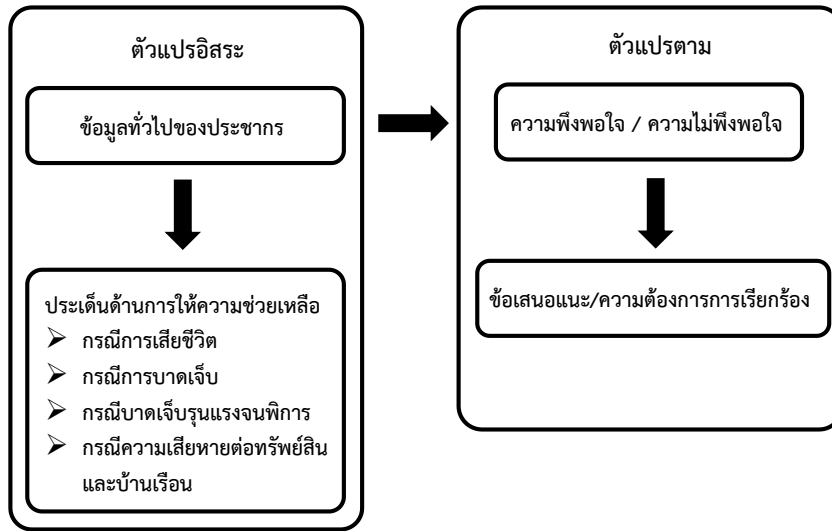 ตัวแปรอิสระ
ข้อมูลทั่วไปของประชากร
ประเด็นด้านการให้ความช่วยเหลือ
➢ กรณีการเสียชีวิต
➢ กรณีการบาดเจ็บ
➢ กรณีบาดเจ็บรุนแรงจนพิการ
➢ กรณีความเสียหายต่อทรัพย์สิน
และบ้านเรือน
ตัวแปรตาม
ความพึงพอใจ / ความไม่พึงพอใจ
ข้อเสนอแนะ/ความต้องการการเรียกร้อง